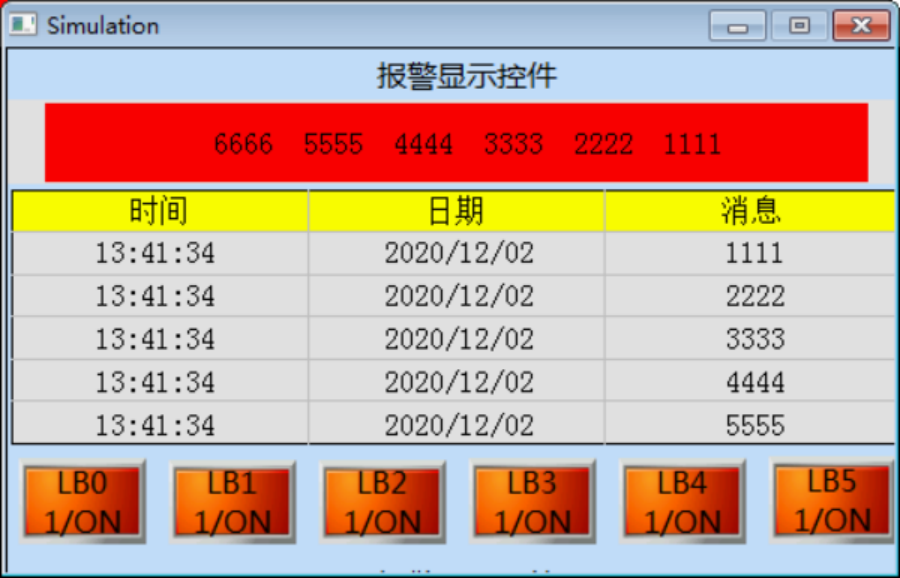 Simulation
报警显示控件
6666 5555 4444 3333 2222 1111
时间 日期 消息
13:41:34 2020/12/02 1111
13:41:34 2020/12/02 2222
13:41:34 2020/12/02 3333
13:41:34 2020/12/02 4444
13:41:34 2020/12/02 5555
LB0 LB1 LB2 LB3 LB4 LB5
1/ON 1/ON 1/ON 1/ON 1/ON 1/ON